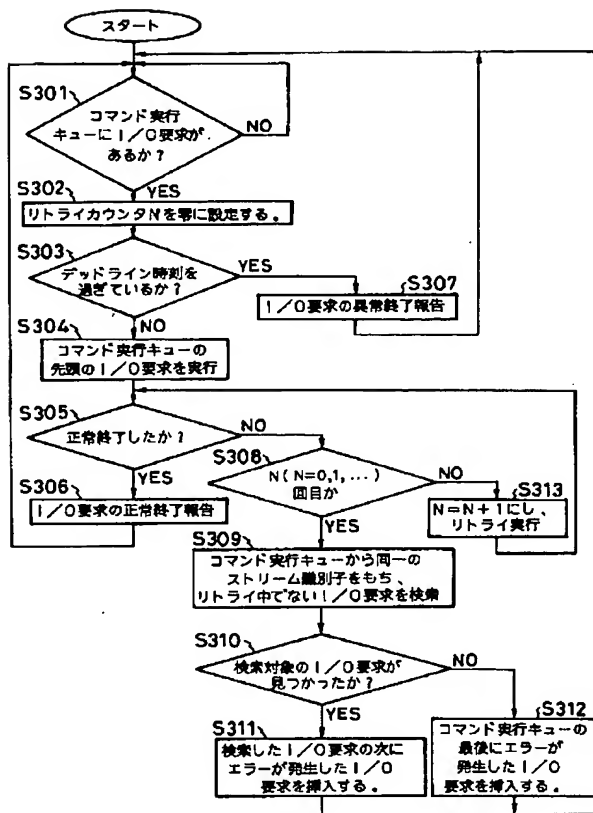 スタート
S301
コマンド実行
キューにI/O要求が
あるか?
NO
YES
S302
リトライカウンタNを零に設定する。
S303
デッドライン時刻を
過ぎているか?
YES
NO
S307
I/O要求の異常終了報告
S304
コマンド実行キューの
先頭のI/O要求を実行
S305
正常終了したか?
NO
YES
S306
I/O要求の正常終了報告
S308
N(N=0,1,...)
回目か
NO
YES
S313
N=N+1にし、
リトライ実行
S309
コマンド実行キューから同一の
ストリーム識別子をもち、
リトライ中でないI/O要求を検索
S310
検索対象のI/O要求が
見つかったか?
NO
YES
S311
検索したI/O要求の次に
エラーが発生したI/O
要求を挿入する。
S312
コマンド実行キューの
最後にエラーが
発生したI/O
要求を挿入する。